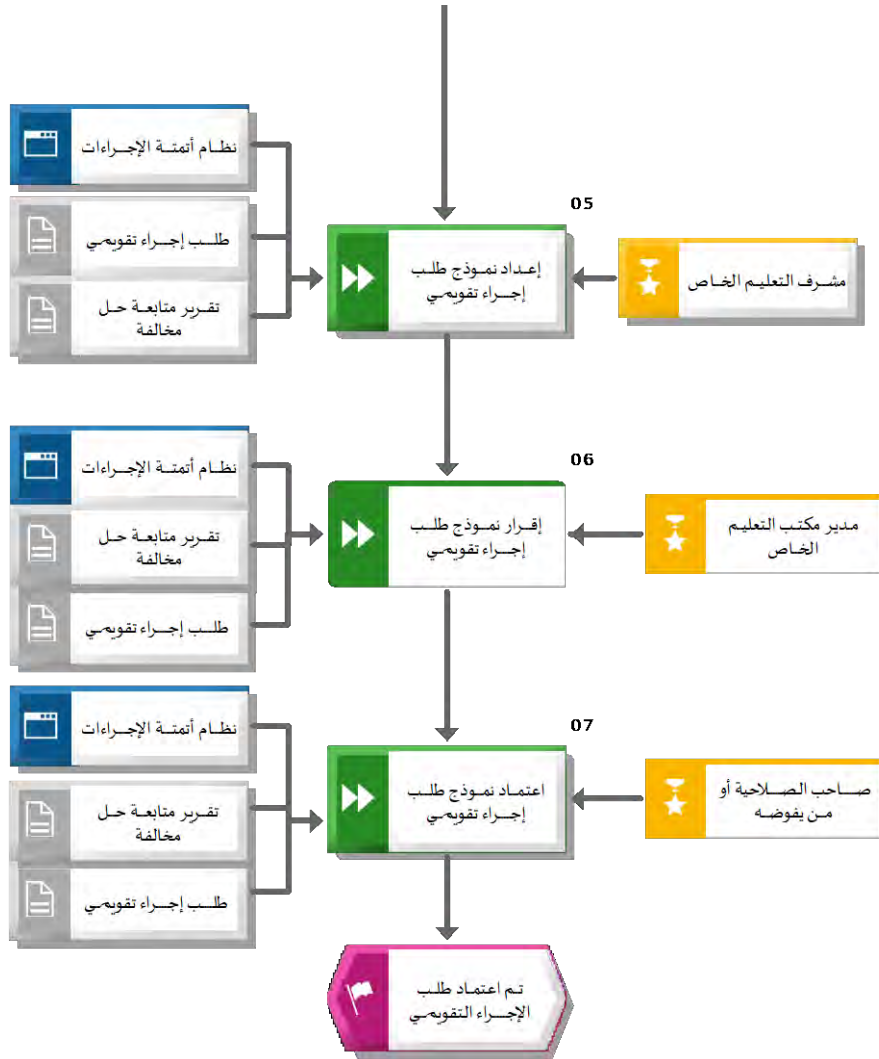 05
مشرف التعليم الخاص
إعداد نموذج طلب
إجراء تقويمي
نظام أتمتة الإجراءات
طلب إجراء تقويمي
تقرير متابعة حل
مخالفة
06
مدير مكتب التعليم
الخاص
إقرار نموذج طلب
إجراء تقويمي
نظام أتمتة الإجراءات
تقرير متابعة حل
مخالفة
طلب إجراء تقويمي
07
صاحب الصلاحية أو
من يفوضه
اعتماد نموذج طلب
إجراء تقويمي
نظام أتمتة الإجراءات
تقرير متابعة حل
مخالفة
طلب إجراء تقويمي
تم اعتماد طلب
الإجراء التقويمي